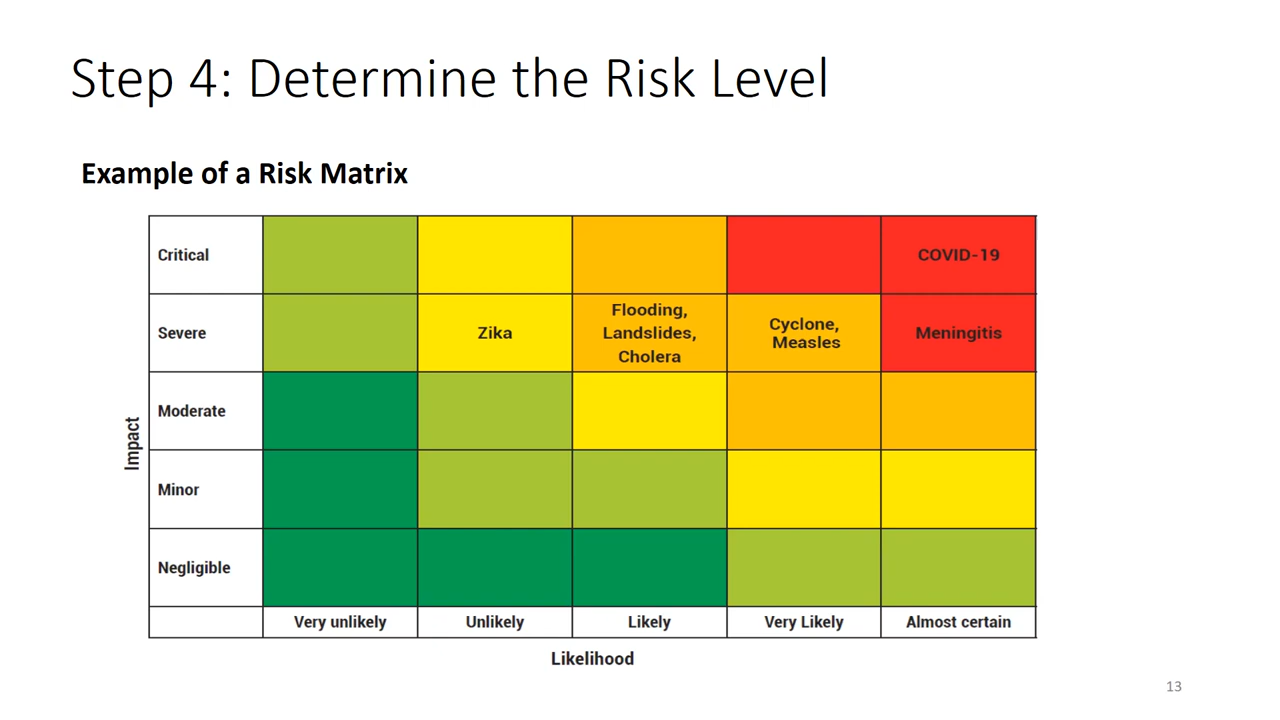 Step 4: Determine the Risk Level
Example of a Risk Matrix
Impact
Critical
COVID-19
Severe
Zika
Flooding,
Landslides,
Cholera
Cyclone,
Measles
Meningitis
Moderate
Minor
Negligible
Very unlikely
Unlikely
Likely
Very Likely
Almost certain
Likelihood
13